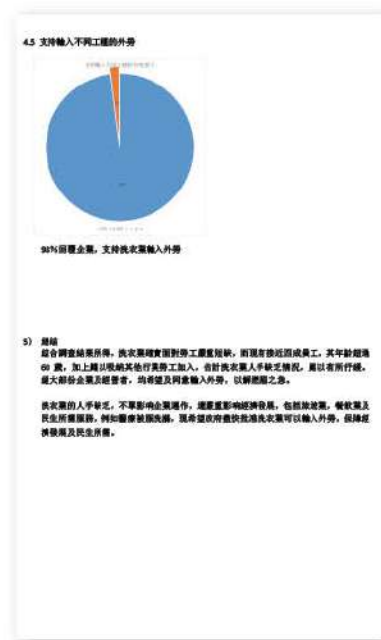 4.5 支持輸入不同工種的外勞
98%回覆企業，支持洗衣業輸入外勞
5) 總結
綜合調查結果所得，洗衣業確實面對勞工嚴重短缺，而現有接近四成員工，其年齡超過
60 歲，加上難以吸納其他行業勞工加入，估計洗衣業人手缺乏情況，難以有所紓緩。
絕大部份企業及經營者，均希望及同意輸入外勞，以解燃眉之急。
洗衣業的人手缺乏，不單影響企業運作，還嚴重影響經濟發展，包括旅遊業，餐飲業及
民生所需服務，例如醫療被服洗滌，現希望政府盡快批准洗衣業可以輸入外勞，保障經
濟發展及民生所需。